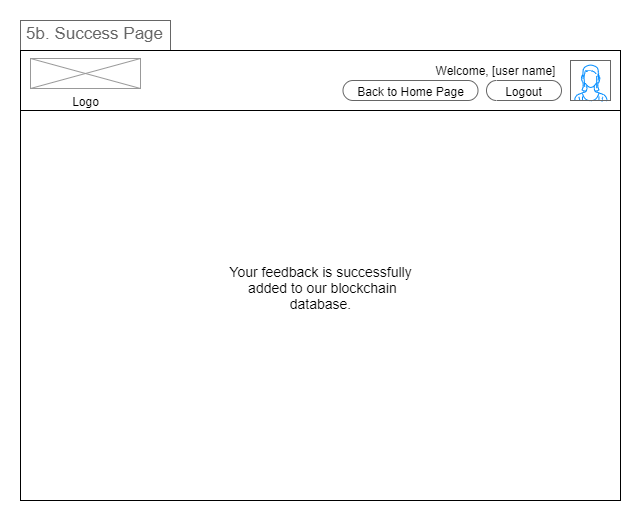 5b. Success Page
Welcome, [user name]
Back to Home Page
Logout
Logo
Your feedback is successfully
added to our blockchain
database.